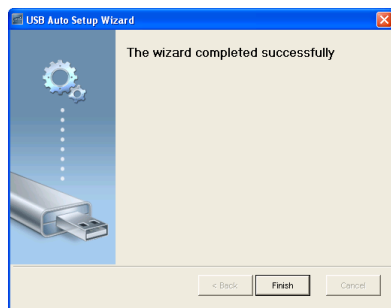 USB Auto Setup Wizard
The wizard completed successfully
< Back
Finish
Cancel